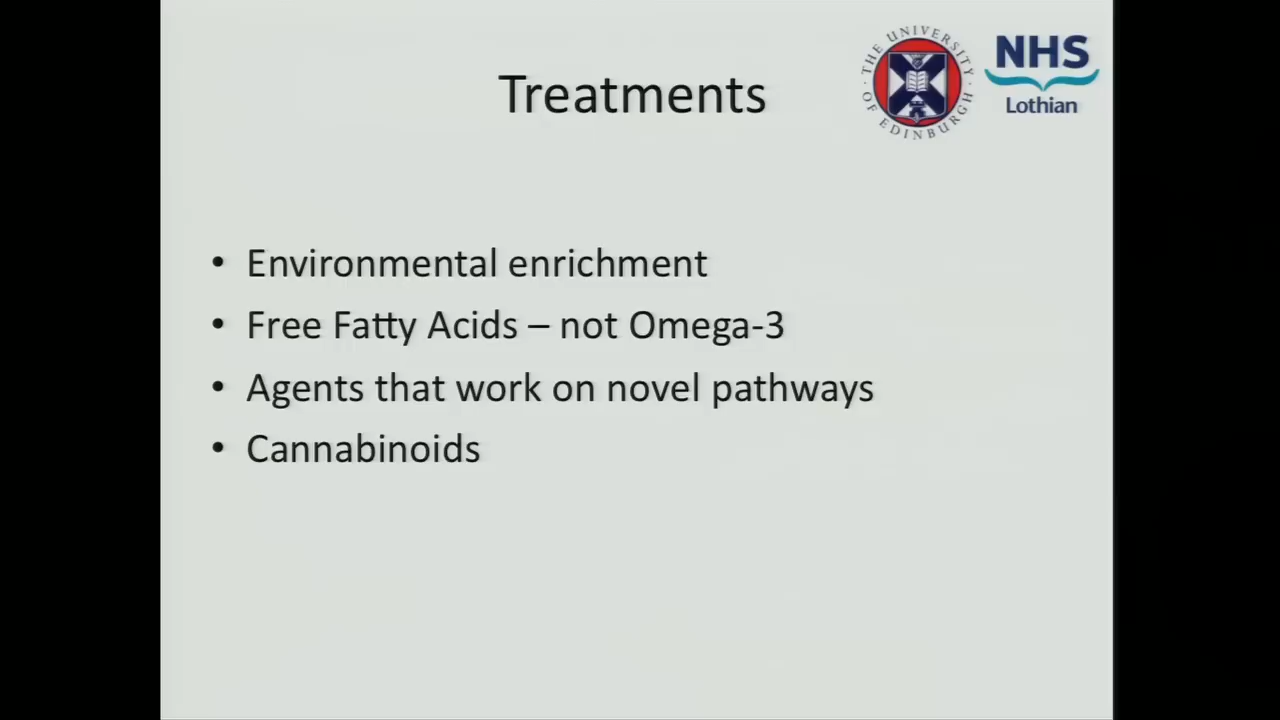 Treatments
THE UNIVERSITY OF EDINBURGH
NHS
Lothian
• Environmental enrichment
• Free Fatty Acids – not Omega-3
• Agents that work on novel pathways
• Cannabinoids